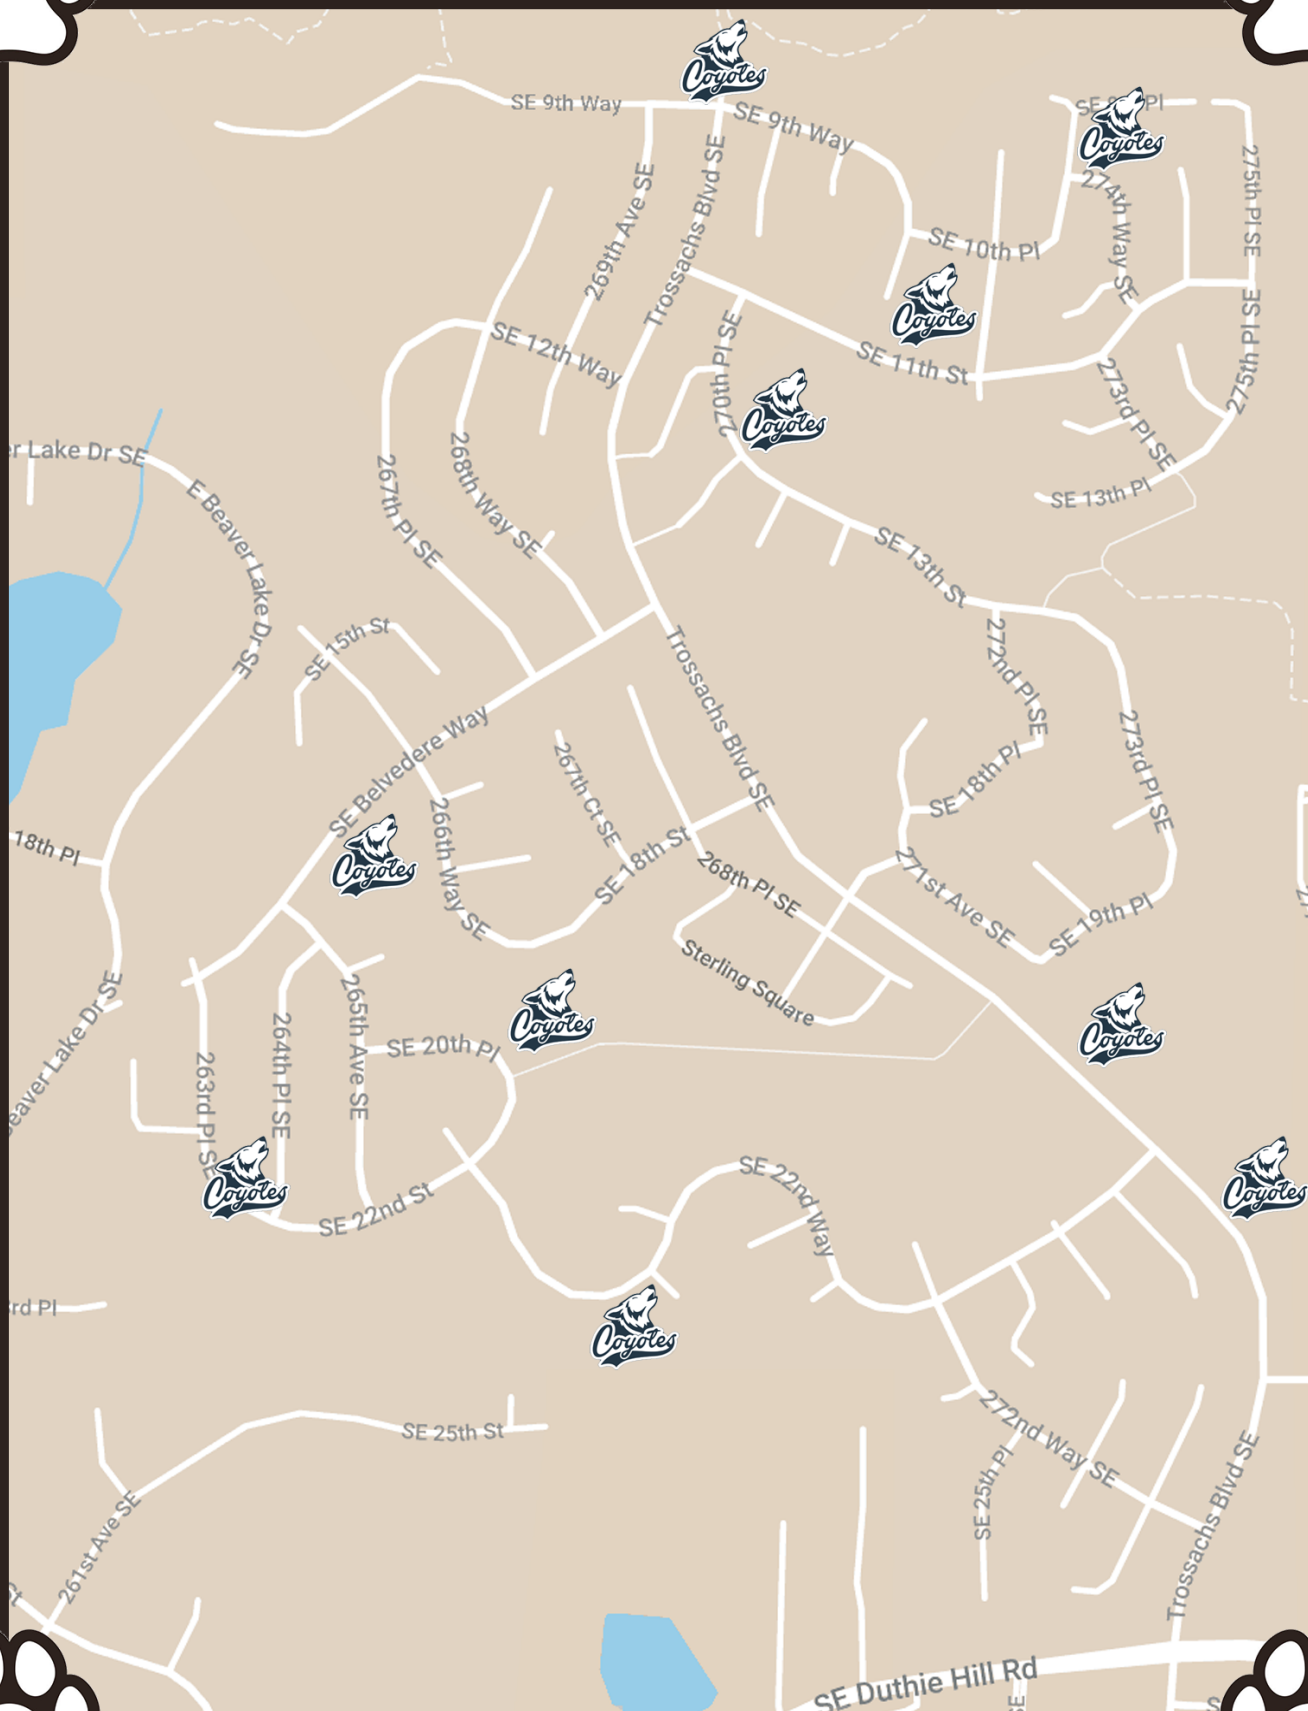 Coyotes
SE 9th Way
SE 9th Way
Coyotes
274th Way SE
275th Pl SE
269th Ave SE
Trossachs Blvd SE
SE 10th Pl
Coyotes
SE 12th Way
270th Pl SE
SE 11th St
275th Pl SE
273rd Pl SE
Coyotes
Lake Dr SE
E Beaver Lake Dr SE
267th Pl SE
268th Way SE
SE 13th Pl
SE 13th St
SE 15th St
272nd Pl SE
Trossachs Blvd SE
SE Belvedere Way
267th Ct SE
273rd Pl SE
SE 18th Pl
18th Pl
Coyotes
266th Way SE
SE 18th St
268th Pl SE
271st Ave SE
SE 19th Pl
Sterling Square
Coyotes
Coyotes
Beaver Lake Dr SE
265th Ave SE
264th Pl SE
263rd Pl SE
SE 20th Pl
Coyotes
SE 22nd St
SE 22nd Way
Coyotes
rd Pl
Coyotes
SE 25th St
272nd Way SE
SE 25th Pl
261st Ave SE
Trossachs Blvd SE
SE Duthie Hill Rd
SE